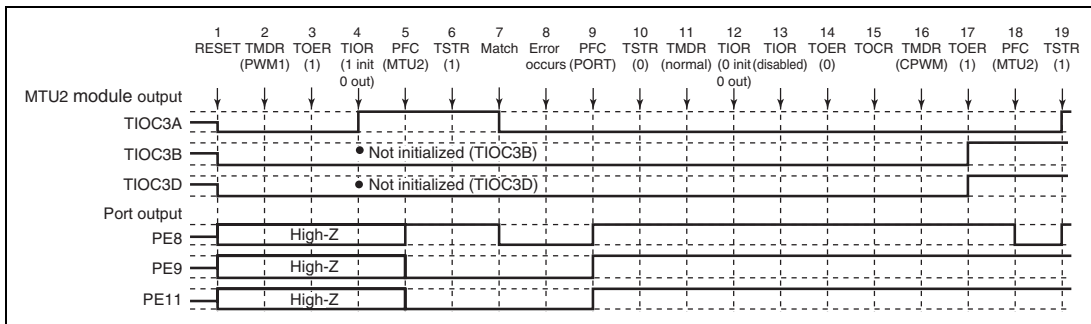 1 2 3 4 5 6 7 8 9 10 11 12 13 14 15 16 17 18 19
RESET TMDR TOER TIOR PFC TSTR Match Error PFC TSTR TMDR TIOR TIOR TOER TOCR TMDR TOER PFC TSTR
(PWM1) (1) (1 init (MTU2) (1) occurs (PORT) (0) (normal) (0 init (disabled) (0) (CPWM) (1) (MTU2) (1)
0 out) 0 out)
MTU2 module output
TIOC3A
TIOC3B • Not initialized (TIOC3B)
TIOC3D • Not initialized (TIOC3D)
Port output
PE8 High-Z
PE9 High-Z
PE11 High-Z